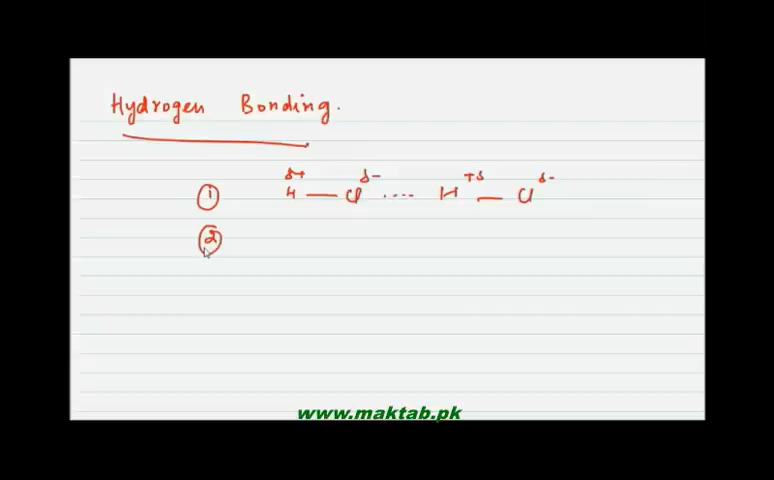 Hydrogen Bonding.
① δ+ H — Cl δ- .... H +δ — Cl δ-
②
www.maktab.pk